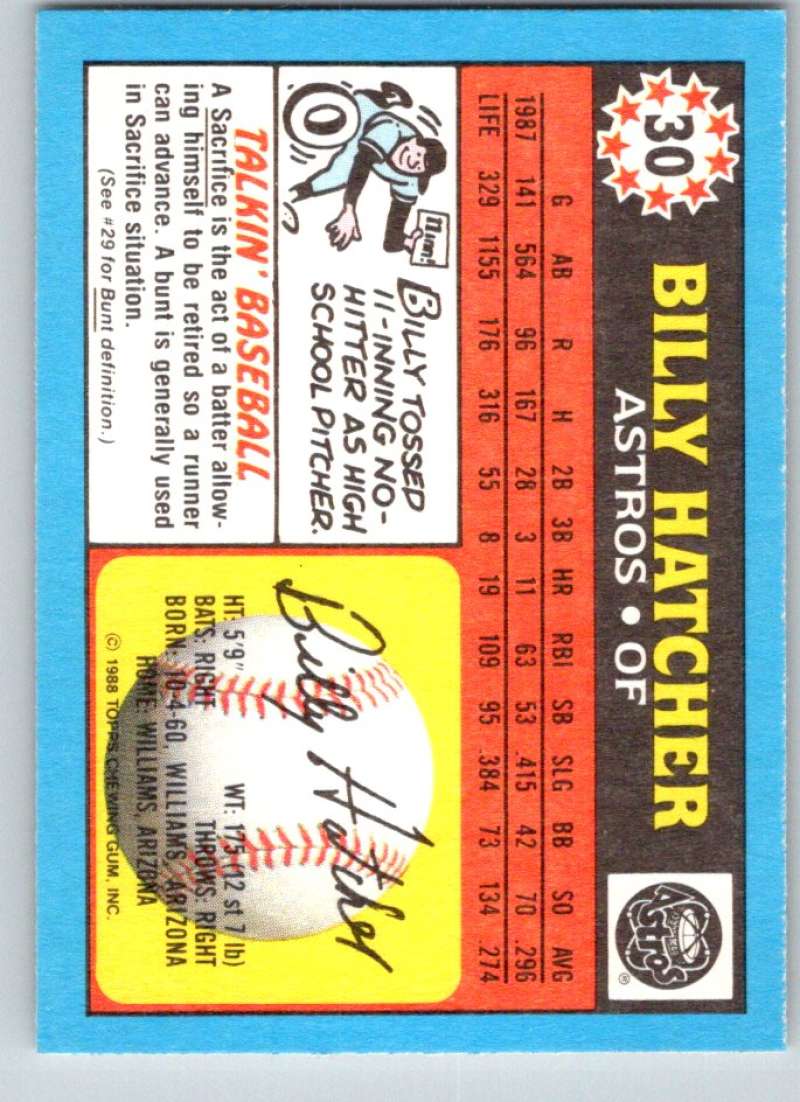 30
BILLY HATCHER
ASTROS • OF
Astros
®
G AB R H 2B 3B HR RBI SB SLG BB SO AVG
1987 141 564 96 167 28 3 11 63 53 .415 42 70 .296
LIFE 329 1155 176 316 55 8 19 109 95 .384 73 134 .274
0
BILLY TOSSED
11-INNING NO-
HITTER AS HIGH
SCHOOL PITCHER.
TALKIN' BASEBALL
A Sacrifice is the act of a batter allow-
ing himself to be retired so a runner
can advance. A bunt is generally used
in Sacrifice situation.
(See #29 for Bunt definition.)
Billy Hatcher
HT: 5'9" WT: 175 (12 st 7 lb)
BATS: RIGHT THROWS: RIGHT
BORN: 10-4-60, WILLIAMS, ARIZONA
HOME: WILLIAMS, ARIZONA
© 1988 TOPPS CHEWING GUM, INC.